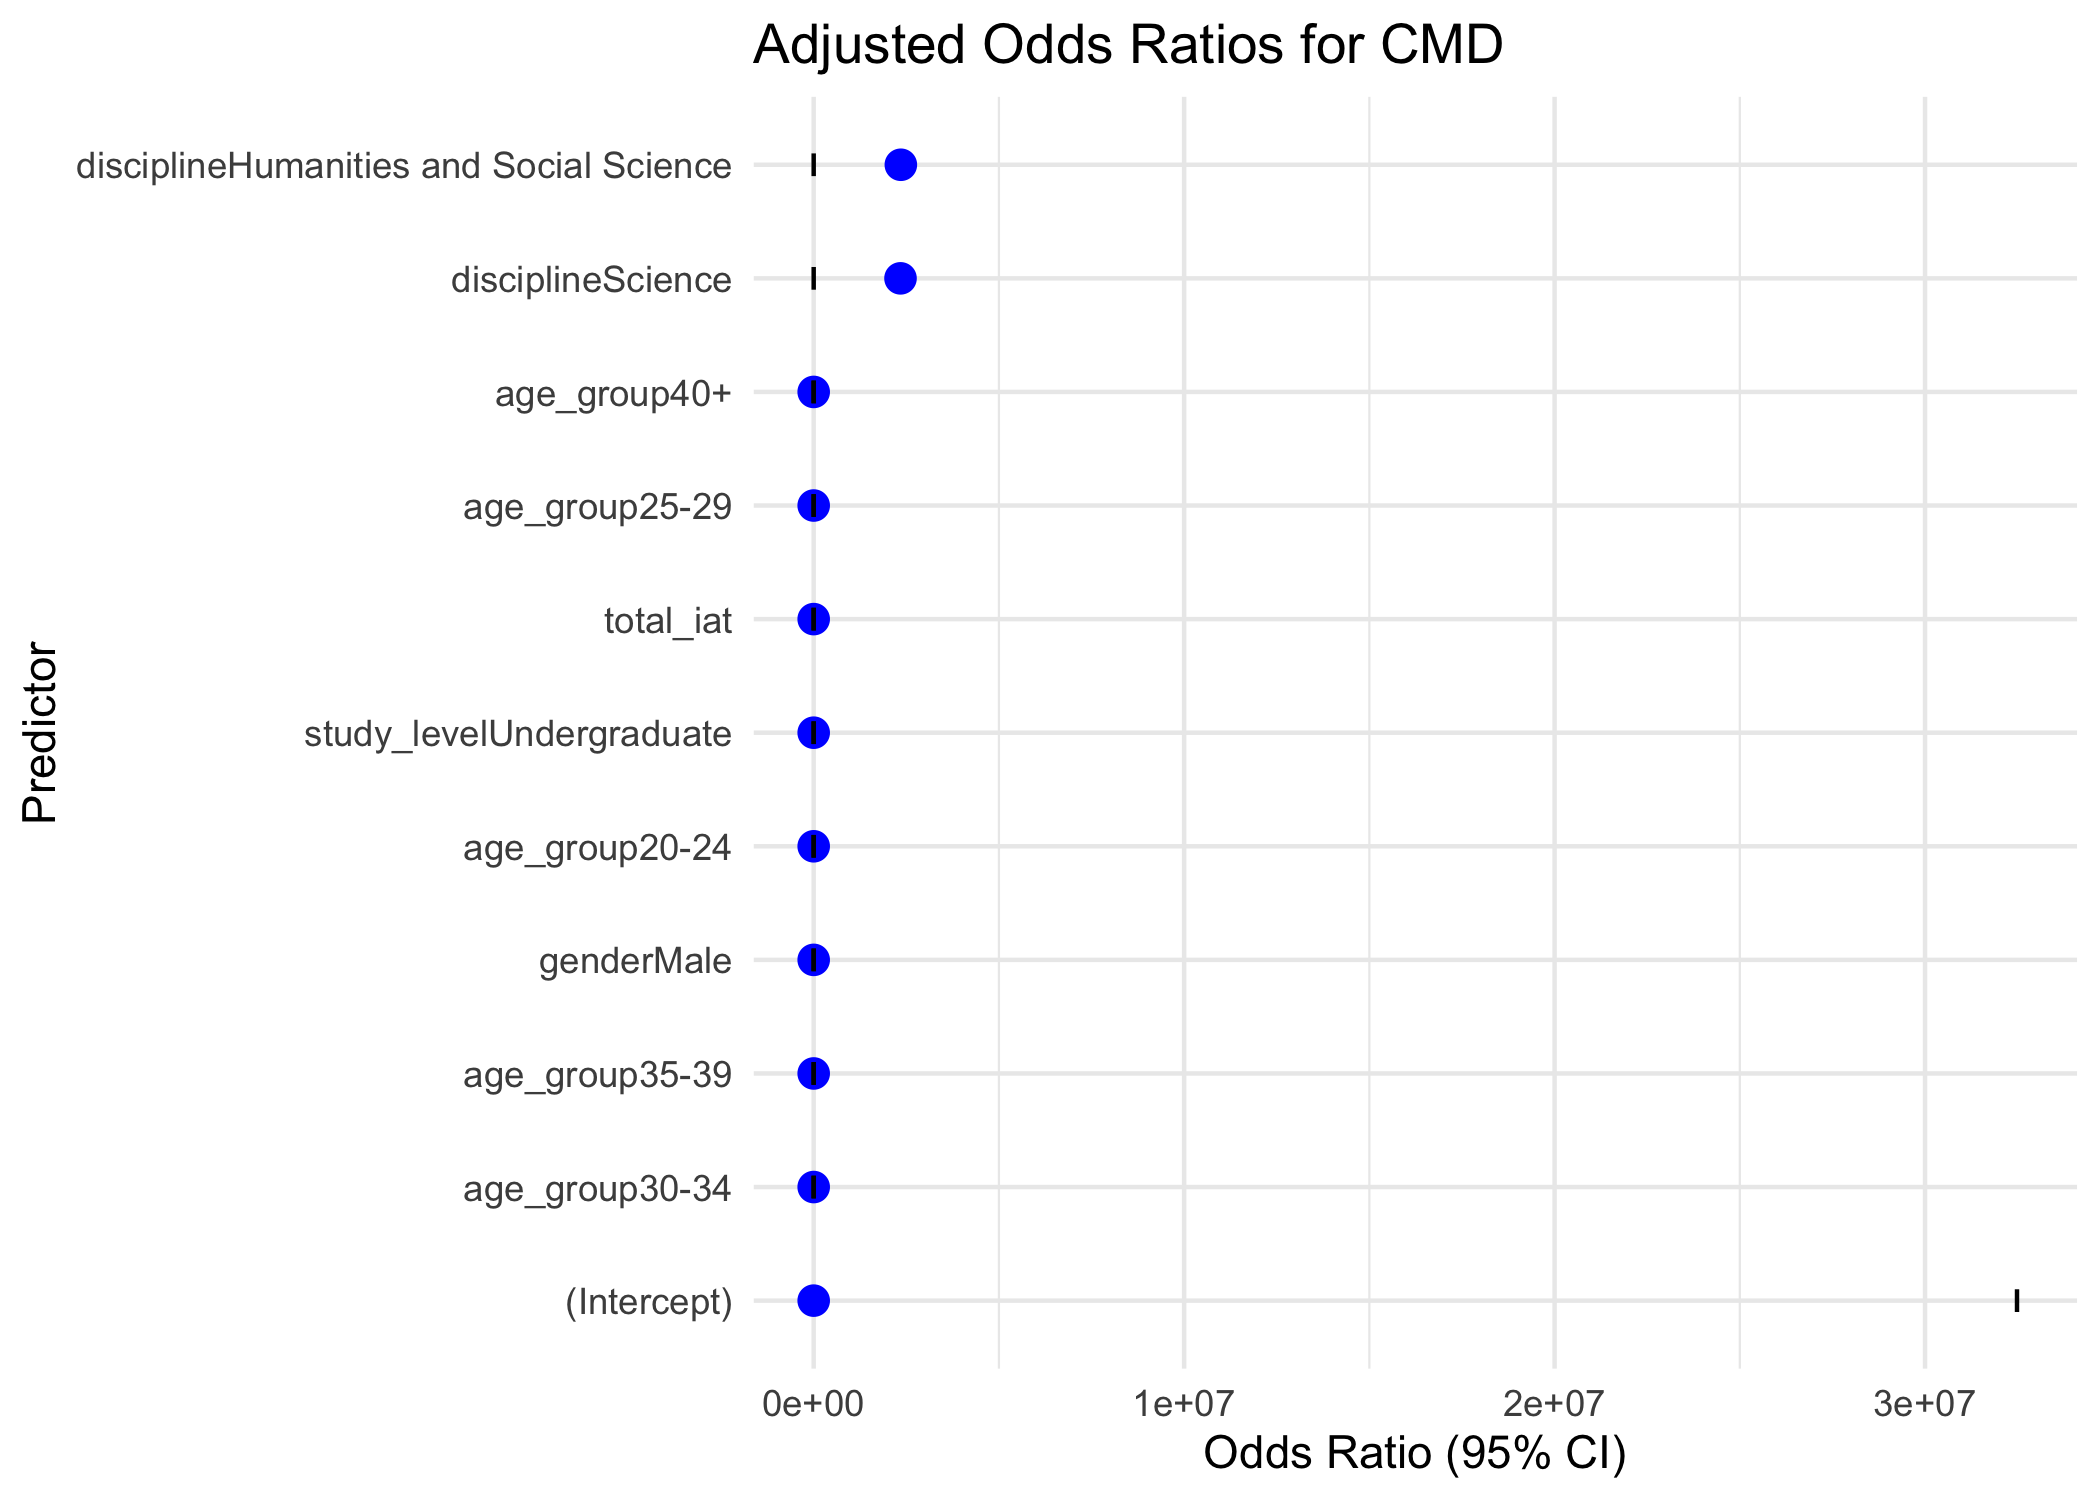 Adjusted Odds Ratios for CMD
disciplineHumanities and Social Science
disciplineScience
age_group40+
age_group25-29
total_iat
study_levelUndergraduate
age_group20-24
genderMale
age_group35-39
age_group30-34
(Intercept)
Predictor
0e+00 1e+07 2e+07 3e+07
Odds Ratio (95% CI)